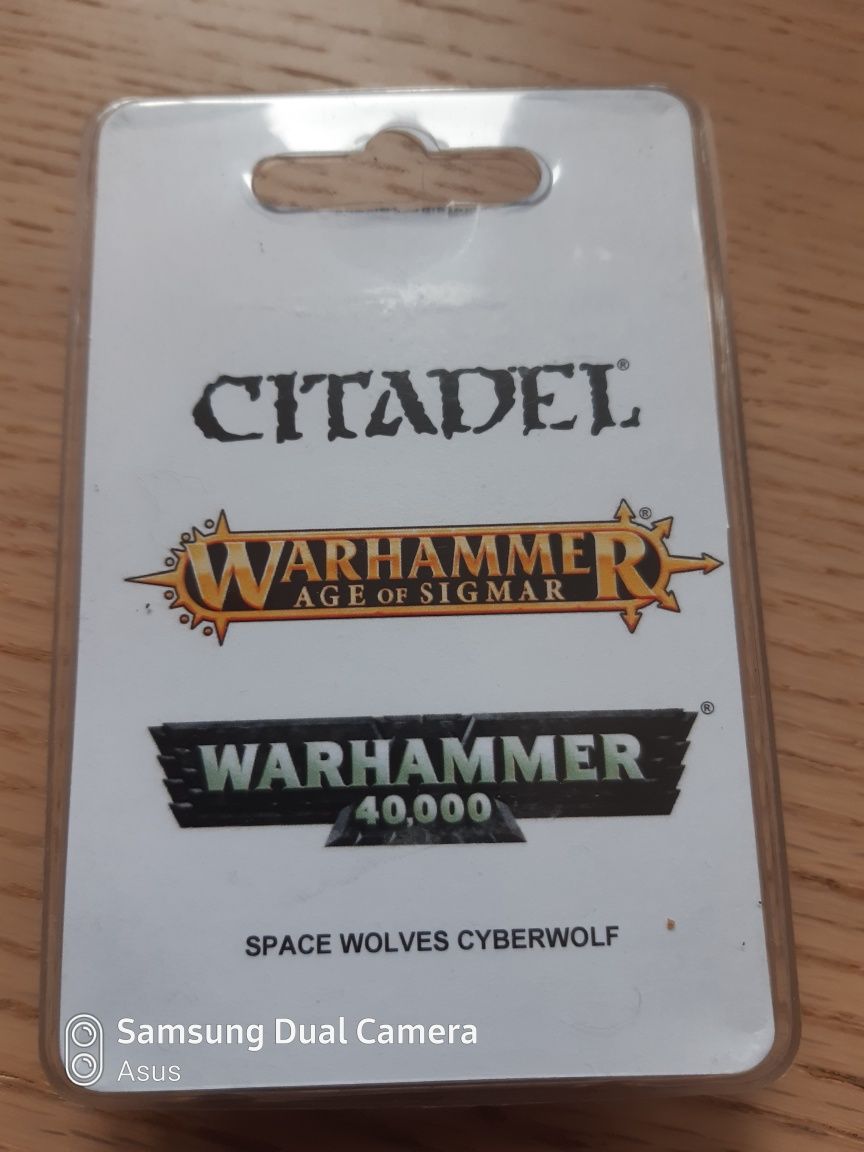 CITADEL®
WARHAMMER®
AGE OF SIGMAR
WARHAMMER®
40,000
SPACE WOLVES CYBERWOLF
Samsung Dual Camera
Asus